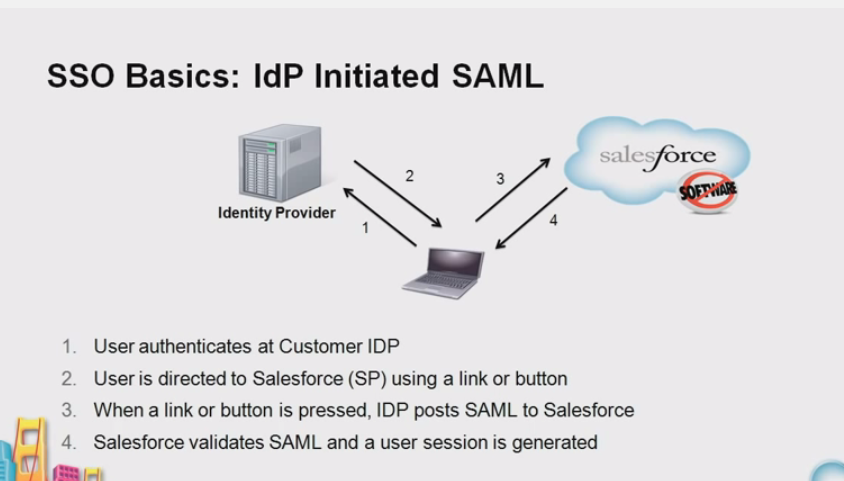 SSO Basics: IdP Initiated SAML
salesforce
SOFTWARE
2
3
Identity Provider
1
4
1. User authenticates at Customer IDP
2. User is directed to Salesforce (SP) using a link or button
3. When a link or button is pressed, IDP posts SAML to Salesforce
4. Salesforce validates SAML and a user session is generated